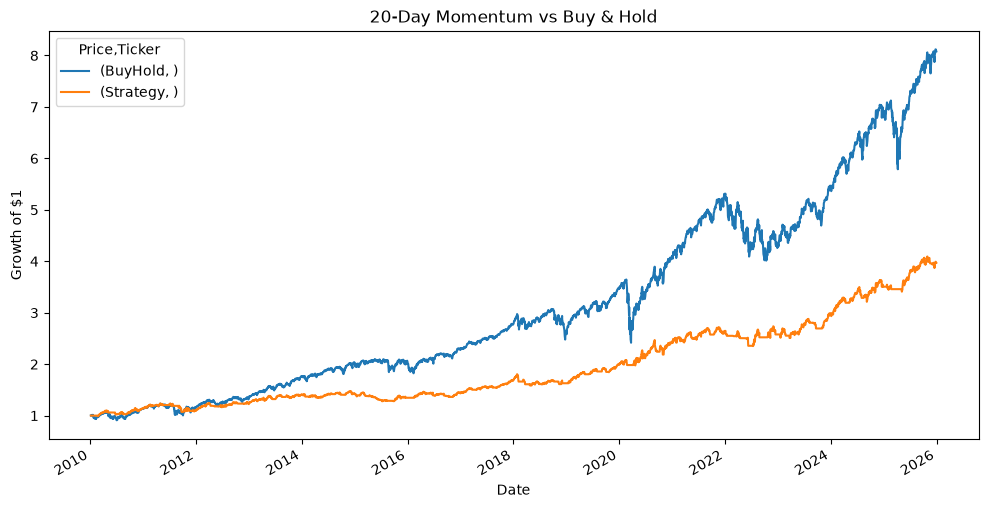 20-Day Momentum vs Buy & Hold
Price,Ticker
(BuyHold, )
(Strategy, )
8
7
6
5
4
3
2
1
Growth of $1
2010
2012
2014
2016
2018
2020
2022
2024
2026
Date